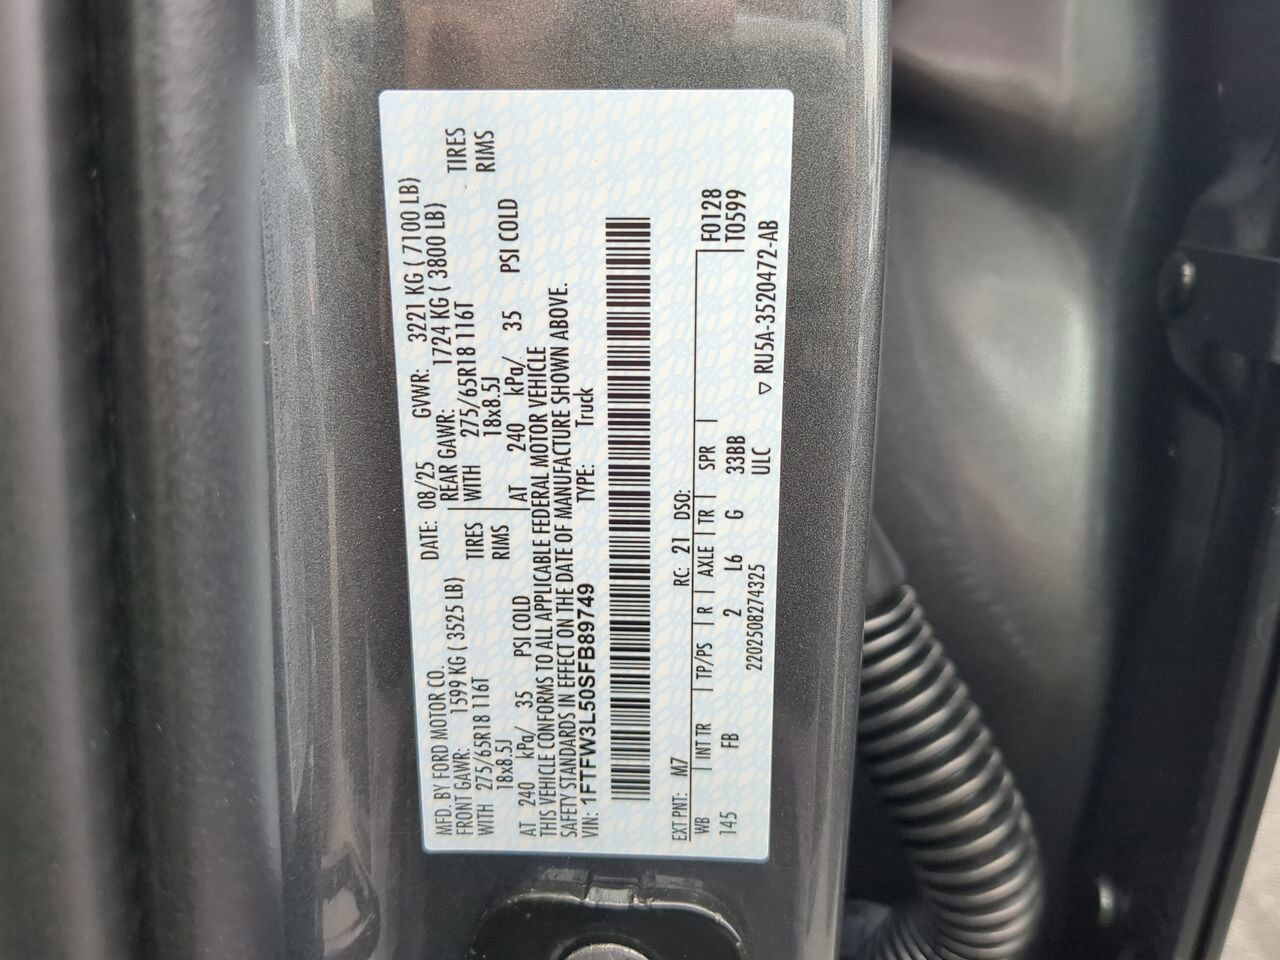 MFD. BY FORD MOTOR CO. DATE: 08/25 GVWR: 3221 KG ( 7100 LB)
FRONT GAWR: 1599 KG ( 3525 LB) REAR GAWR: 1724 KG ( 3800 LB)
WITH 275/65R18 116T TIRES WITH 275/65R18 116T TIRES
18x8.5J RIMS 18x8.5J RIMS
AT 240 kPa/ 35 PSI COLD AT 240 kPa/ 35 PSI COLD
THIS VEHICLE CONFORMS TO ALL APPLICABLE FEDERAL MOTOR VEHICLE
SAFETY STANDARDS IN EFFECT ON THE DATE OF MANUFACTURE SHOWN ABOVE.
VIN: 1FTFW3L50SFB89749 TYPE: Truck
EXT PNT: M7 RC: 21 DSO: F0128
WB INT TR TP/PS R AXLE TR SPR T0599
145 FB 2 L6 G 33BB
2202508274325 ULC ▽ RU5A-3520472-AB